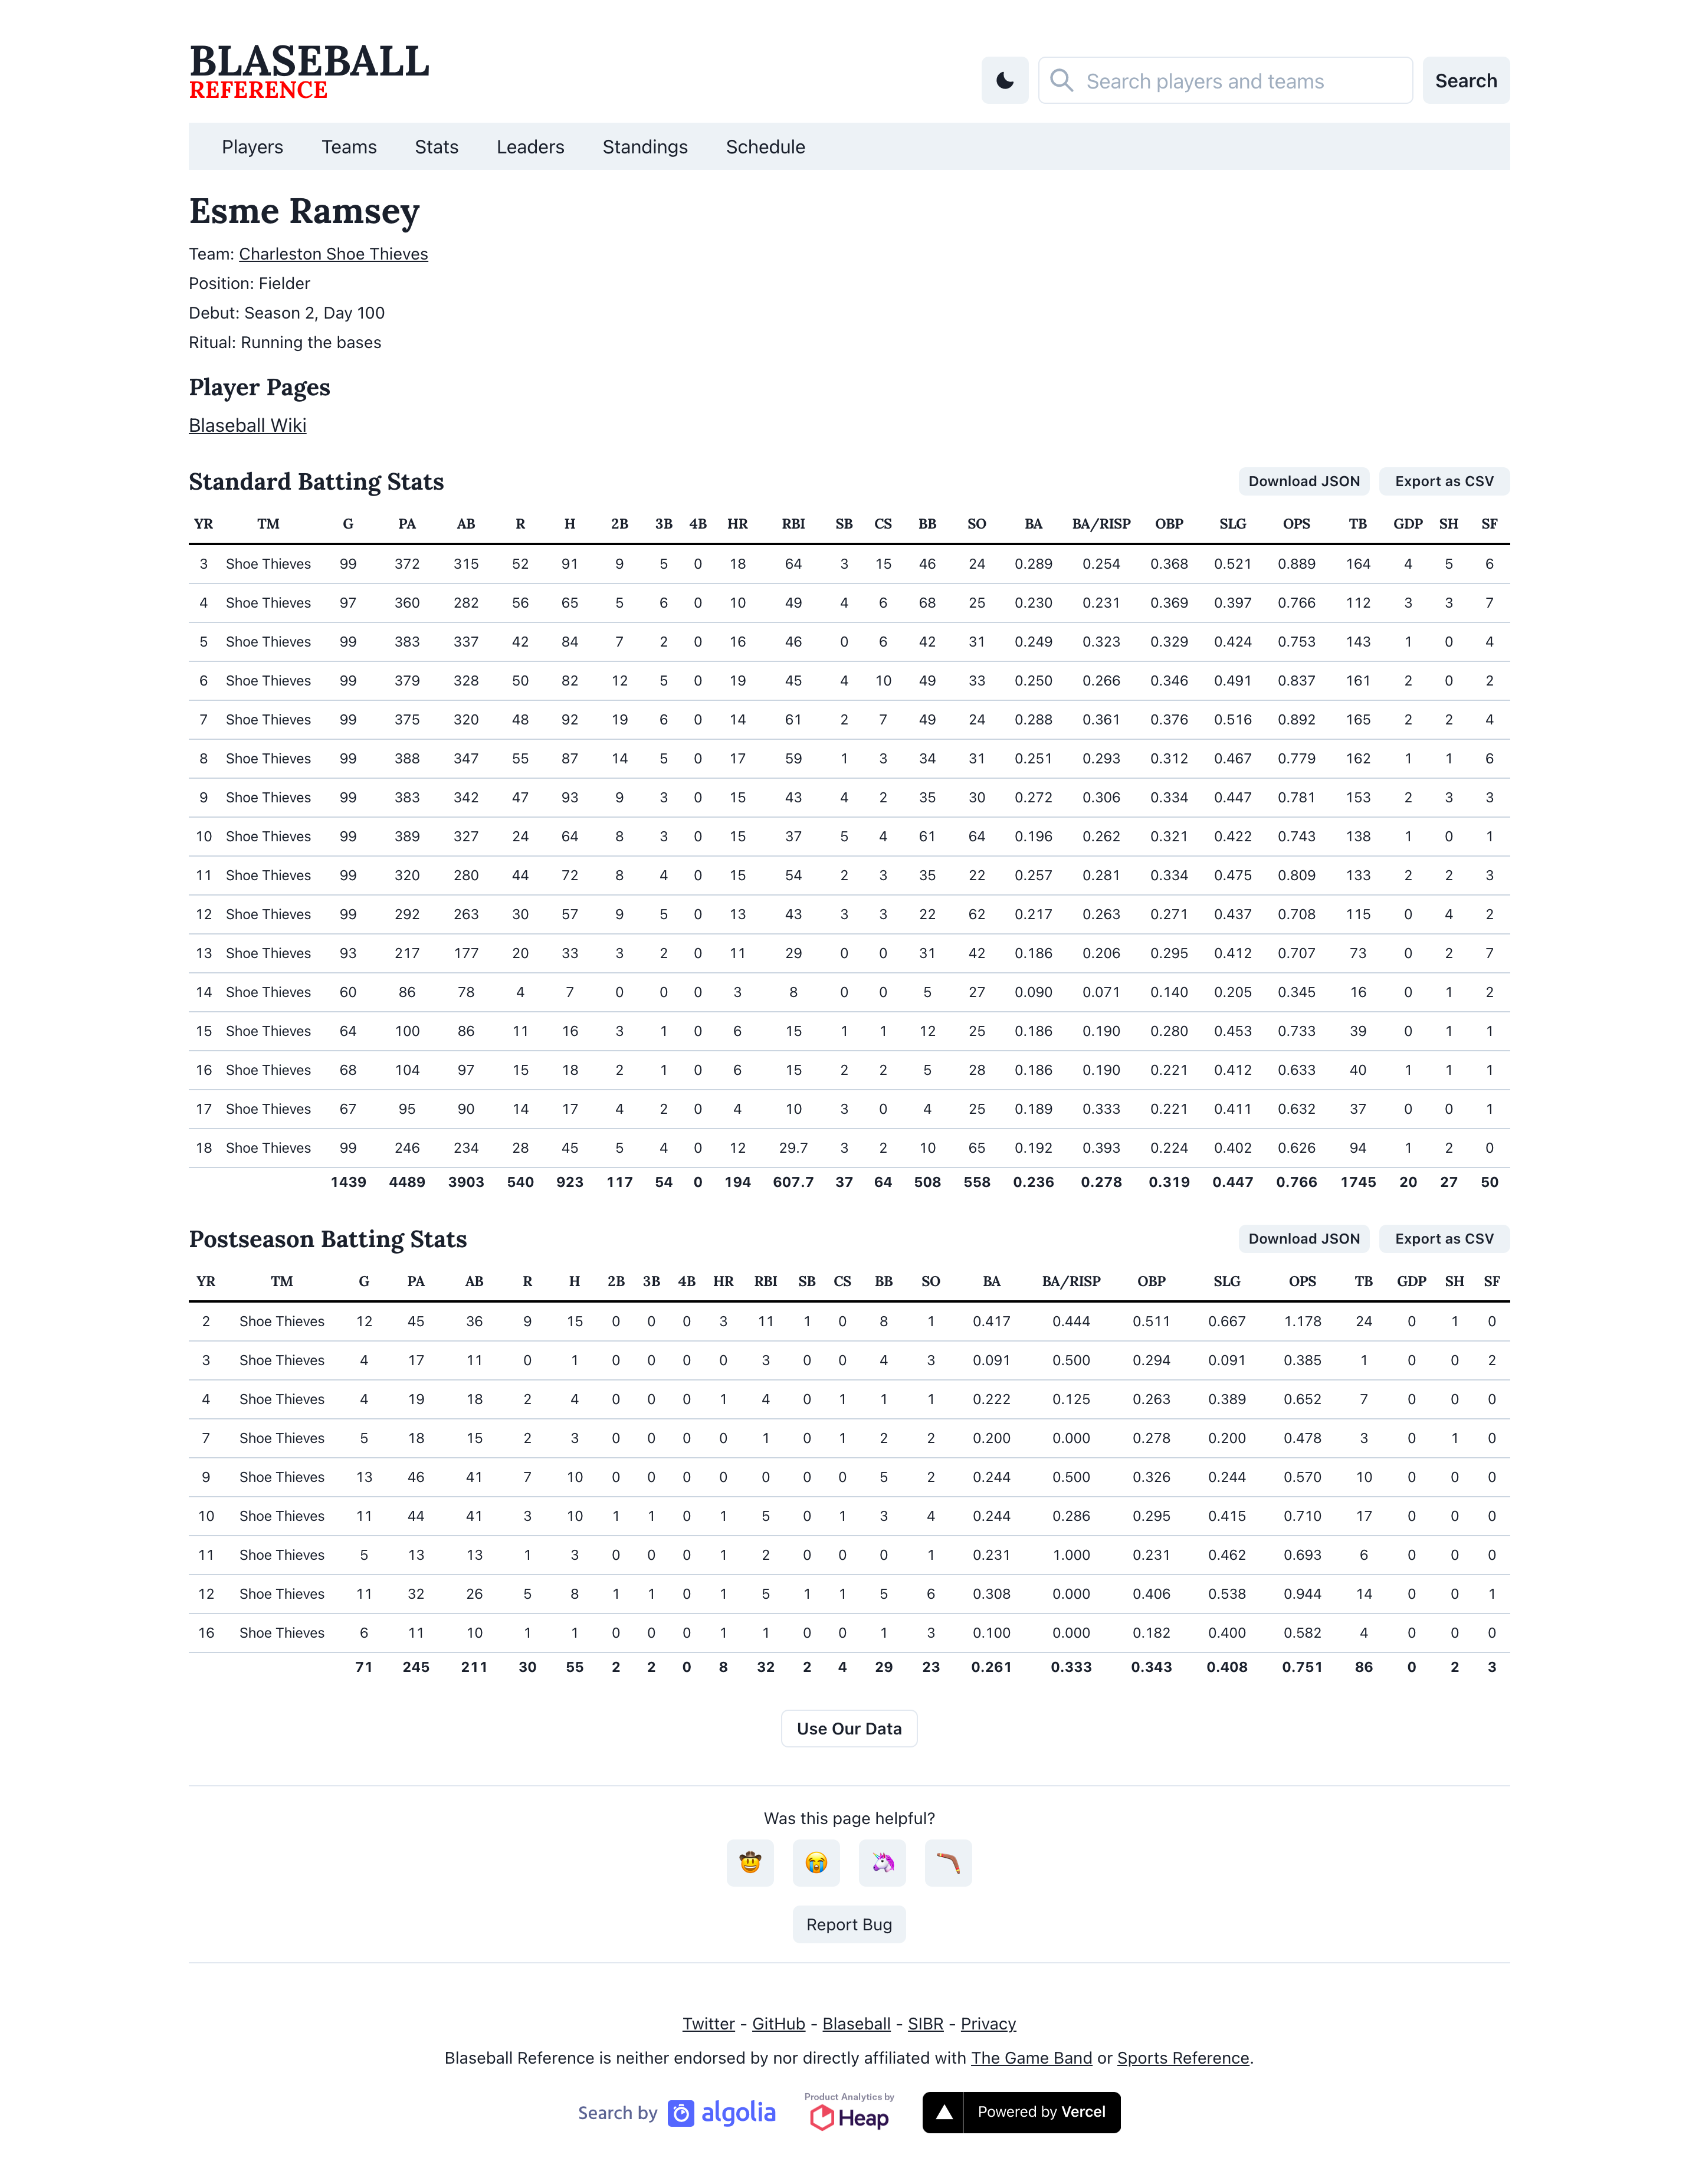 BLASEBALL
REFERENCE
Search players and teams
Search
Players Teams Stats Leaders Standings Schedule
Esme Ramsey
Team: Charleston Shoe Thieves
Position: Fielder
Debut: Season 2, Day 100
Ritual: Running the bases
Player Pages
Blaseball Wiki
Standard Batting Stats
Download JSON Export as CSV
YR TM G PA AB R H 2B 3B 4B HR RBI SB CS BB SO BA BA/RISP OBP SLG OPS TB GDP SH SF
3 Shoe Thieves 99 372 315 52 91 9 5 0 18 64 3 15 46 24 0.289 0.254 0.368 0.521 0.889 164 4 5 6
4 Shoe Thieves 97 360 282 56 65 5 6 0 10 49 4 6 68 25 0.230 0.231 0.369 0.397 0.766 112 3 3 7
5 Shoe Thieves 99 383 337 42 84 7 2 0 16 46 0 6 42 31 0.249 0.323 0.329 0.424 0.753 143 1 0 4
6 Shoe Thieves 99 379 328 50 82 12 5 0 19 45 4 10 49 33 0.250 0.266 0.346 0.491 0.837 161 2 0 2
7 Shoe Thieves 99 375 320 48 92 19 6 0 14 61 2 7 49 24 0.288 0.361 0.376 0.516 0.892 165 2 2 4
8 Shoe Thieves 99 388 347 55 87 14 5 0 17 59 1 3 34 31 0.251 0.293 0.312 0.467 0.779 162 1 1 6
9 Shoe Thieves 99 383 342 47 93 9 3 0 15 43 4 2 35 30 0.272 0.306 0.334 0.447 0.781 153 2 3 3
10 Shoe Thieves 99 389 327 24 64 8 3 0 15 37 5 4 61 64 0.196 0.262 0.321 0.422 0.743 138 1 0 1
11 Shoe Thieves 99 320 280 44 72 8 4 0 15 54 2 3 35 22 0.257 0.281 0.334 0.475 0.809 133 2 2 3
12 Shoe Thieves 99 292 263 30 57 9 5 0 13 43 3 3 22 62 0.217 0.263 0.271 0.437 0.708 115 0 4 2
13 Shoe Thieves 93 217 177 20 33 3 2 0 11 29 0 0 31 42 0.186 0.206 0.295 0.412 0.707 73 0 2 7
14 Shoe Thieves 60 86 78 4 7 0 0 0 3 8 0 0 5 27 0.090 0.071 0.140 0.205 0.345 16 0 1 2
15 Shoe Thieves 64 100 86 11 16 3 1 0 6 15 1 1 12 25 0.186 0.190 0.280 0.453 0.733 39 0 1 1
16 Shoe Thieves 68 104 97 15 18 2 1 0 6 15 2 2 5 28 0.186 0.190 0.221 0.412 0.633 40 1 1 1
17 Shoe Thieves 67 95 90 14 17 4 2 0 4 10 3 0 4 25 0.189 0.333 0.221 0.411 0.632 37 0 0 1
18 Shoe Thieves 99 246 234 28 45 5 4 0 12 29.7 3 2 10 65 0.192 0.393 0.224 0.402 0.626 94 1 2 0
1439 4489 3903 540 923 117 54 0 194 607.7 37 64 508 558 0.236 0.278 0.319 0.447 0.766 1745 20 27 50
Postseason Batting Stats
Download JSON Export as CSV
YR TM G PA AB R H 2B 3B 4B HR RBI SB CS BB SO BA BA/RISP OBP SLG OPS TB GDP SH SF
2 Shoe Thieves 12 45 36 9 15 0 0 0 3 11 1 0 8 1 0.417 0.444 0.511 0.667 1.178 24 0 1 0
3 Shoe Thieves 4 17 11 0 1 0 0 0 0 3 0 0 4 3 0.091 0.500 0.294 0.091 0.385 1 0 0 2
4 Shoe Thieves 4 19 18 2 4 0 0 0 1 4 0 1 1 1 0.222 0.125 0.263 0.389 0.652 7 0 0 0
7 Shoe Thieves 5 18 15 2 3 0 0 0 0 1 0 1 2 2 0.200 0.000 0.278 0.200 0.478 3 0 1 0
9 Shoe Thieves 13 46 41 7 10 0 0 0 0 0 0 0 5 2 0.244 0.500 0.326 0.244 0.570 10 0 0 0
10 Shoe Thieves 11 44 41 3 10 1 1 0 1 5 0 1 3 4 0.244 0.286 0.295 0.415 0.710 17 0 0 0
11 Shoe Thieves 5 13 13 1 3 0 0 0 1 2 0 0 0 1 0.231 1.000 0.231 0.462 0.693 6 0 0 0
12 Shoe Thieves 11 32 26 5 8 1 1 0 1 5 1 1 5 6 0.308 0.000 0.406 0.538 0.944 14 0 0 1
16 Shoe Thieves 6 11 10 1 1 0 0 0 1 1 0 0 1 3 0.100 0.000 0.182 0.400 0.582 4 0 0 0
71 245 211 30 55 2 2 0 8 32 2 4 29 23 0.261 0.333 0.343 0.408 0.751 86 0 2 3
Use Our Data
Was this page helpful?
Report Bug
Twitter - GitHub - Blaseball - SIBR - Privacy
Blaseball Reference is neither endorsed by nor directly affiliated with The Game Band or Sports Reference.
Search by algolia
Product Analytics by
Heap
Powered by Vercel